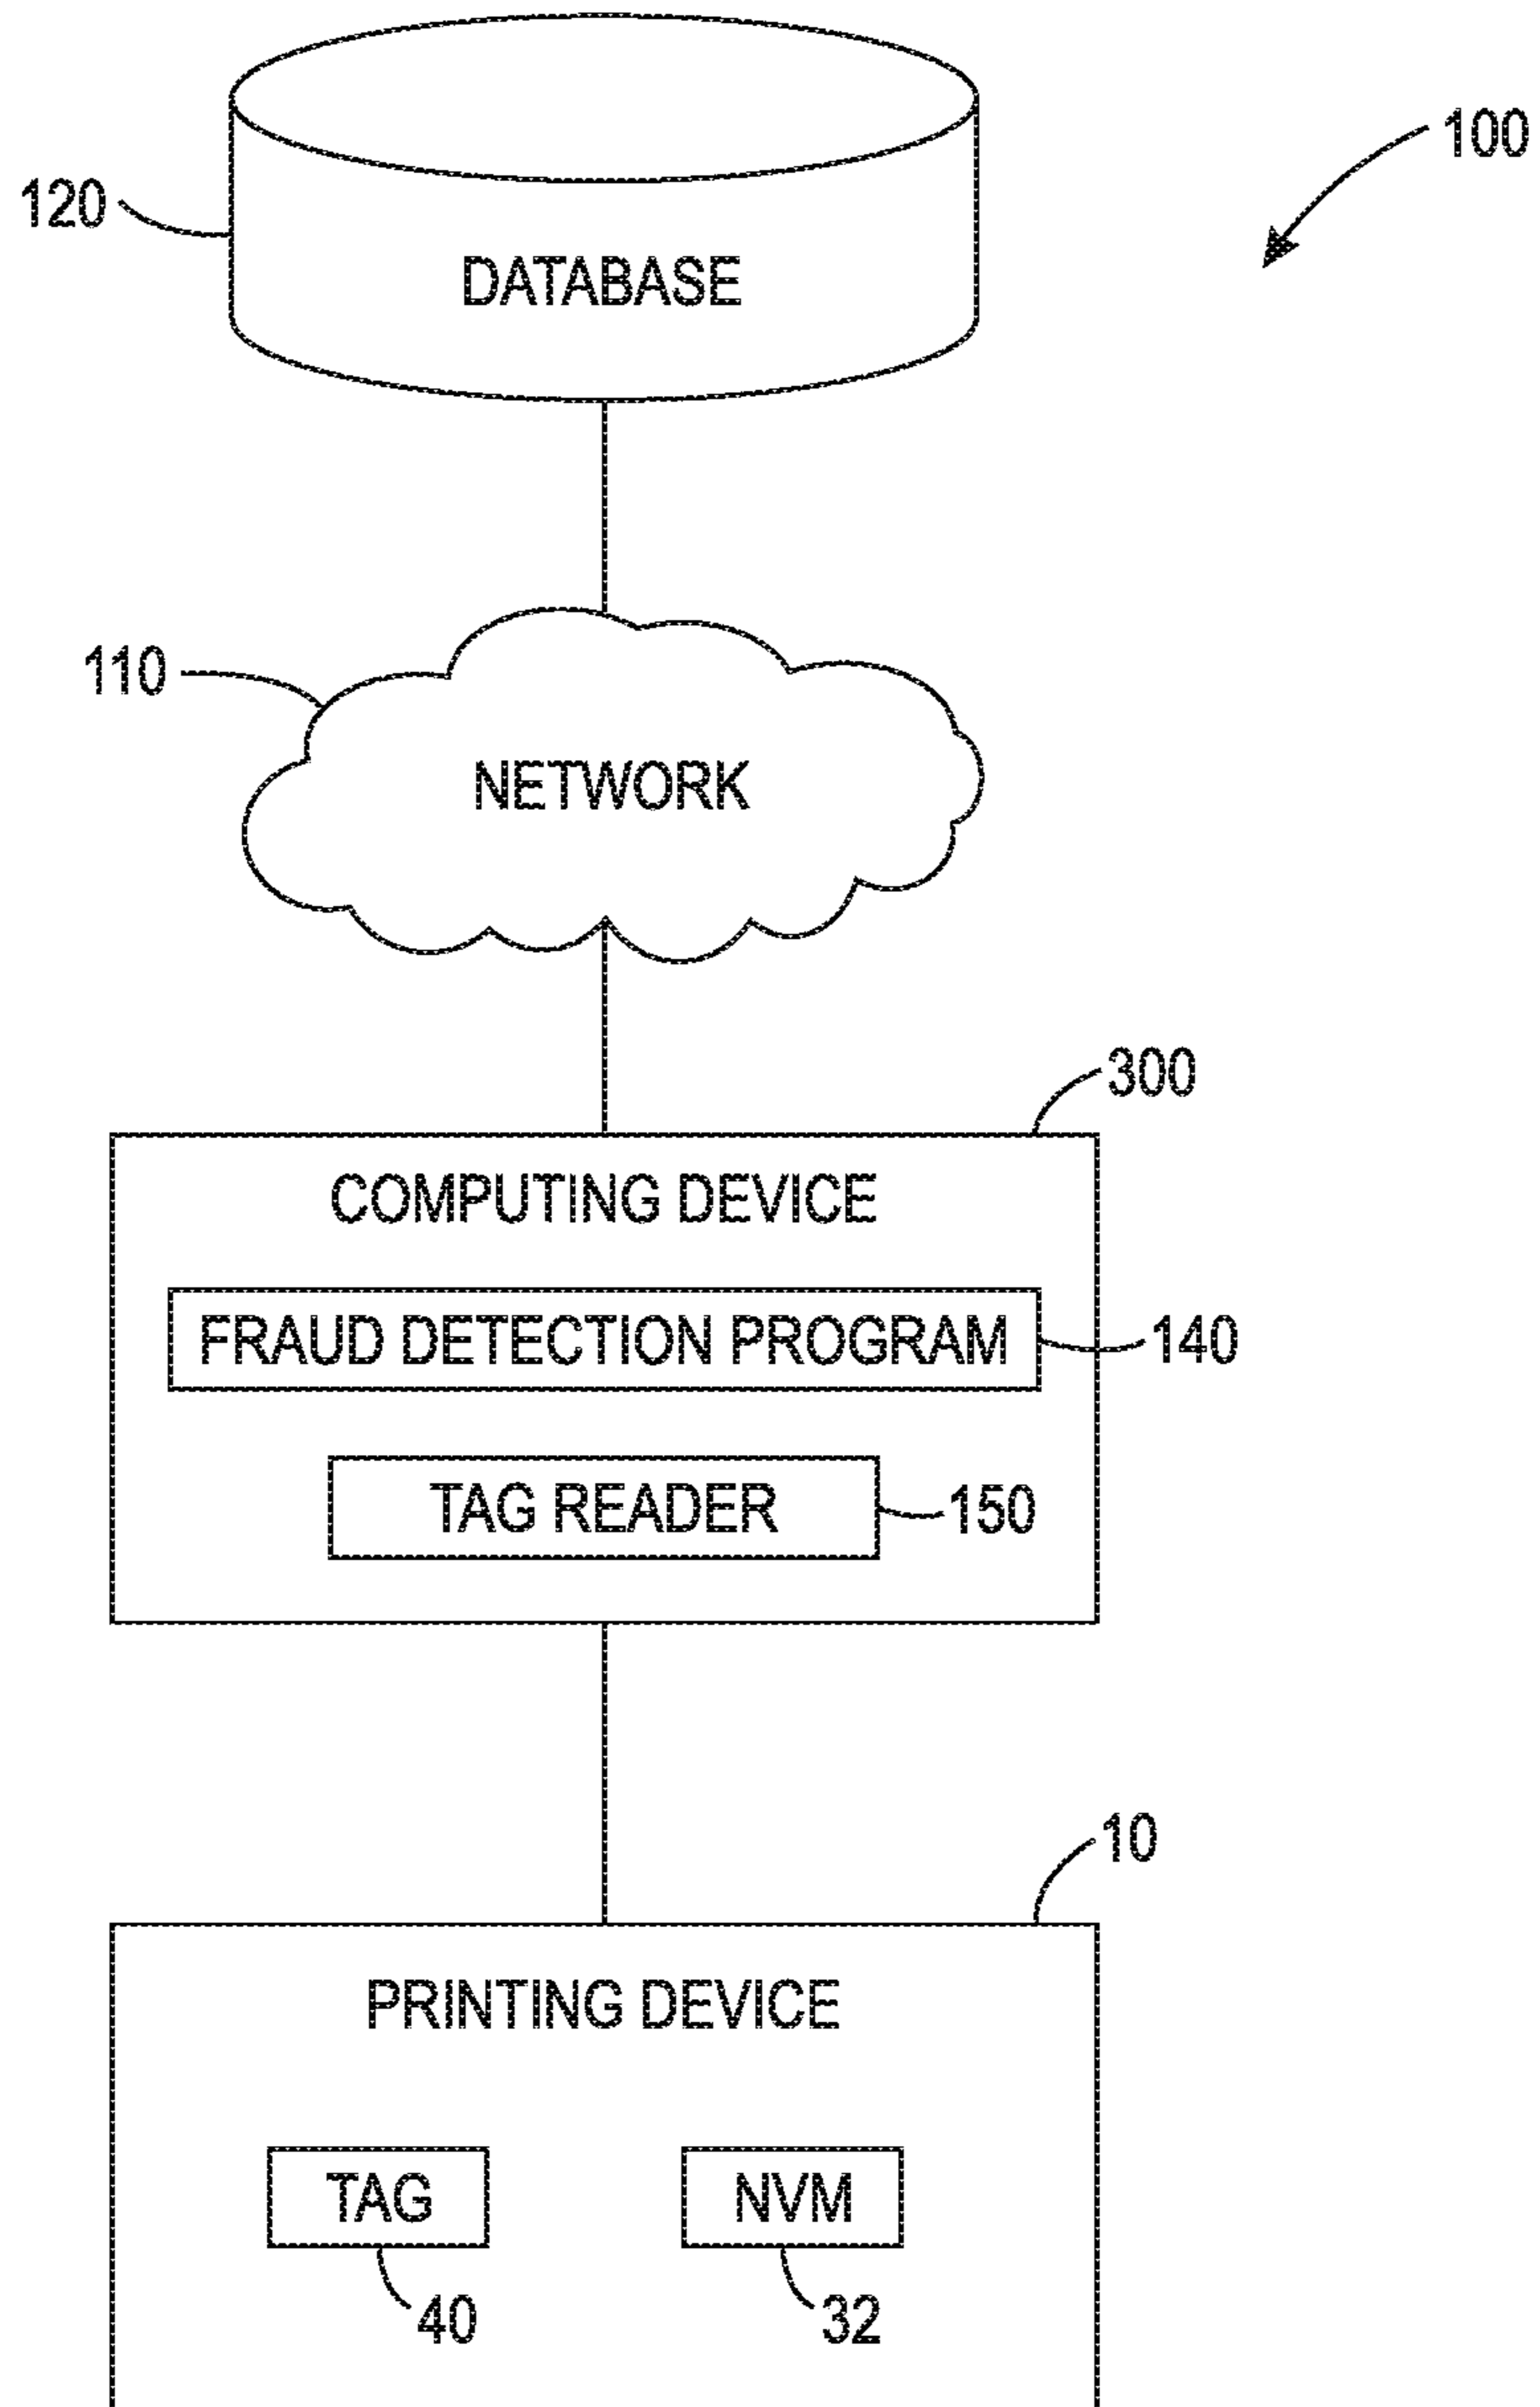 100
120
DATABASE
110
NETWORK
300
COMPUTING DEVICE
FRAUD DETECTION PROGRAM
140
TAG READER
150
10
PRINTING DEVICE
TAG
NVM
40
32